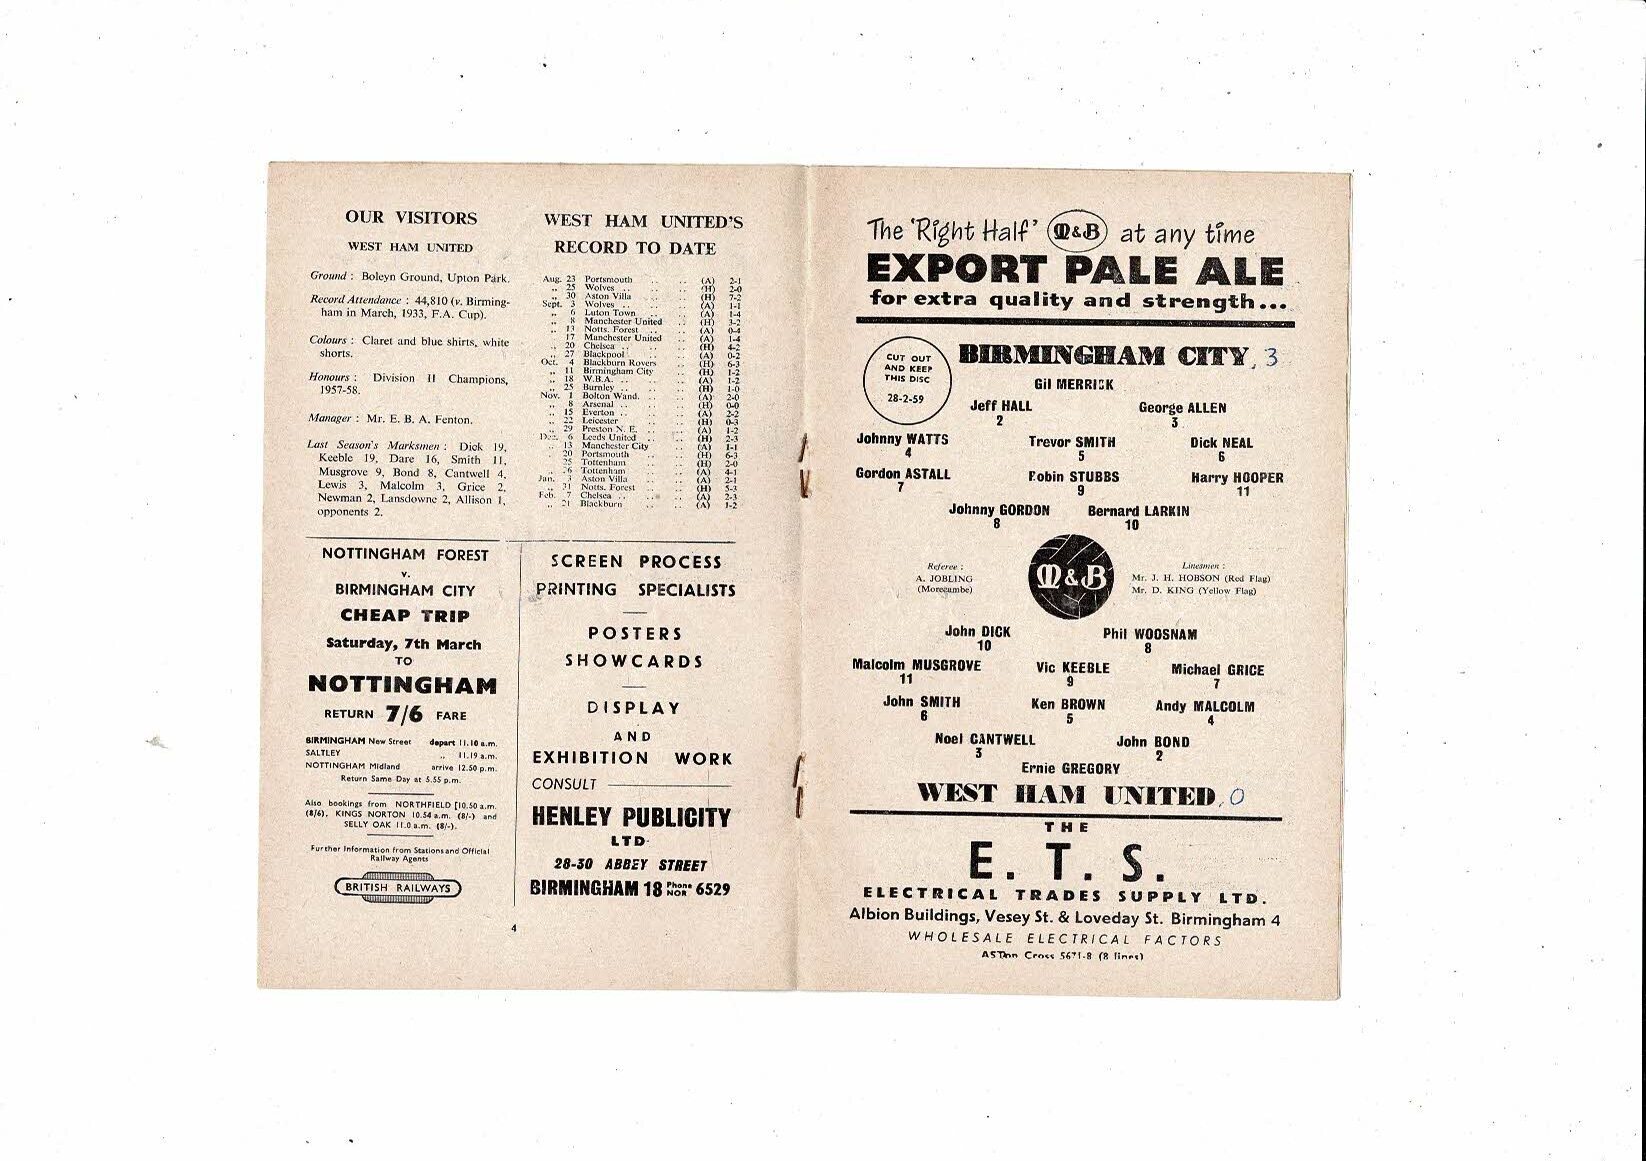 OUR VISITORS
WEST HAM UNITED
Ground : Boleyn Ground, Upton Park.
Record Attendance : 44,810 (v. Birming-
ham in March, 1933, F.A. Cup).
Colours : Claret and blue shirts, white
shorts.
Honours : Division II Champions,
1957-58.
Manager : Mr. E. B. A. Fenton.
Last Season's Marksmen : Dick 19,
Keeble 19, Dare 16, Smith 11,
Musgrove 9, Bond 8, Cantwell 4,
Lewis 3, Malcolm 3, Grice 2,
Newman 2, Lansdowne 2, Allison 1,
opponents 2.
WEST HAM UNITED'S
RECORD TO DATE
Aug. 23 Portsmouth .. .. (A) 2-1
.. 25 Wolves .. .. (H) 2-0
.. 30 Aston Villa .. .. (H) 7-2
Sept. 3 Wolves .. .. (A) 1-1
.. 6 Luton Town .. .. (A) 1-4
.. 8 Manchester United .. (H) 3-2
.. 13 Notts. Forest .. .. (A) 0-4
.. 17 Manchester United .. (A) 1-4
.. 20 Chelsea .. .. (H) 4-2
.. 27 Blackpool .. .. (A) 0-2
Oct. 4 Blackburn Rovers .. (H) 6-3
.. 11 Birmingham City .. (H) 1-2
.. 18 W.B.A. .. .. (A) 1-2
.. 25 Burnley .. .. (H) 1-0
Nov. 1 Bolton Wand. .. .. (A) 2-0
.. 8 Arsenal .. .. (H) 0-0
.. 15 Everton .. .. (A) 2-2
.. 22 Leicester .. .. (H) 0-3
.. 29 Preston N. E. .. .. (A) 1-2
Dec. 6 Leeds United .. .. (H) 2-3
.. 13 Manchester City .. (A) 1-1
.. 20 Portsmouth .. .. (H) 6-3
.. 25 Tottenham .. .. (H) 2-0
.. 26 Tottenham .. .. (A) 4-1
Jan. 3 Aston Villa .. .. (A) 2-1
.. 31 Notts. Forest .. .. (H) 5-3
Feb. 7 Chelsea .. .. (A) 2-3
.. 21 Blackburn .. .. (A) 1-2
NOTTINGHAM FOREST
v.
BIRMINGHAM CITY
CHEAP TRIP
Saturday, 7th March
TO
NOTTINGHAM
RETURN 7/6 FARE
BIRMINGHAM New Street depart 11.10 a.m.
SALTLEY .. 11.19 a.m.
NOTTINGHAM Midland arrive 12.50 p.m.
Return Same Day at 5.55 p.m.
Also bookings from NORTHFIELD [10.50 a.m.
(8/6), KINGS NORTON 10.54 a.m. (8/-) and
SELLY OAK 11.0 a.m. (8/-).
Further Information from Stations and Official
Railway Agents
BRITISH RAILWAYS
SCREEN PROCESS
PRINTING SPECIALISTS
POSTERS
SHOWCARDS
DISPLAY
AND
EXHIBITION WORK
CONSULT
HENLEY PUBLICITY
LTD.
28-30 ABBEY STREET
BIRMINGHAM 18 Phone NOR 6529
4
The 'Right Half' M&B at any time
EXPORT PALE ALE
for extra quality and strength...
CUT OUT
AND KEEP
THIS DISC
28-2-59
BIRMINGHAM CITY, 3
Gil MERRICK
Jeff HALL George ALLEN
2 3
Johnny WATTS Trevor SMITH Dick NEAL
4 5 6
Gordon ASTALL Robin STUBBS Harry HOOPER
7 9 11
Johnny GORDON Bernard LARKIN
8 10
Referee :
A. JOBLING
(Morecambe)
M&B
Linesmen :
Mr. J. H. HOBSON (Red Flag)
Mr. D. KING (Yellow Flag)
John DICK Phil WOOSNAM
10 8
Malcolm MUSGROVE Vic KEEBLE Michael GRICE
11 9 7
John SMITH Ken BROWN Andy MALCOLM
6 5 4
Noel CANTWELL John BOND
3 2
Ernie GREGORY
WEST HAM UNITED, 0
THE
E. T. S.
ELECTRICAL TRADES SUPPLY LTD.
Albion Buildings, Vesey St. & Loveday St. Birmingham 4
WHOLESALE ELECTRICAL FACTORS
ASTon Cross 5671-8 (8 lines)